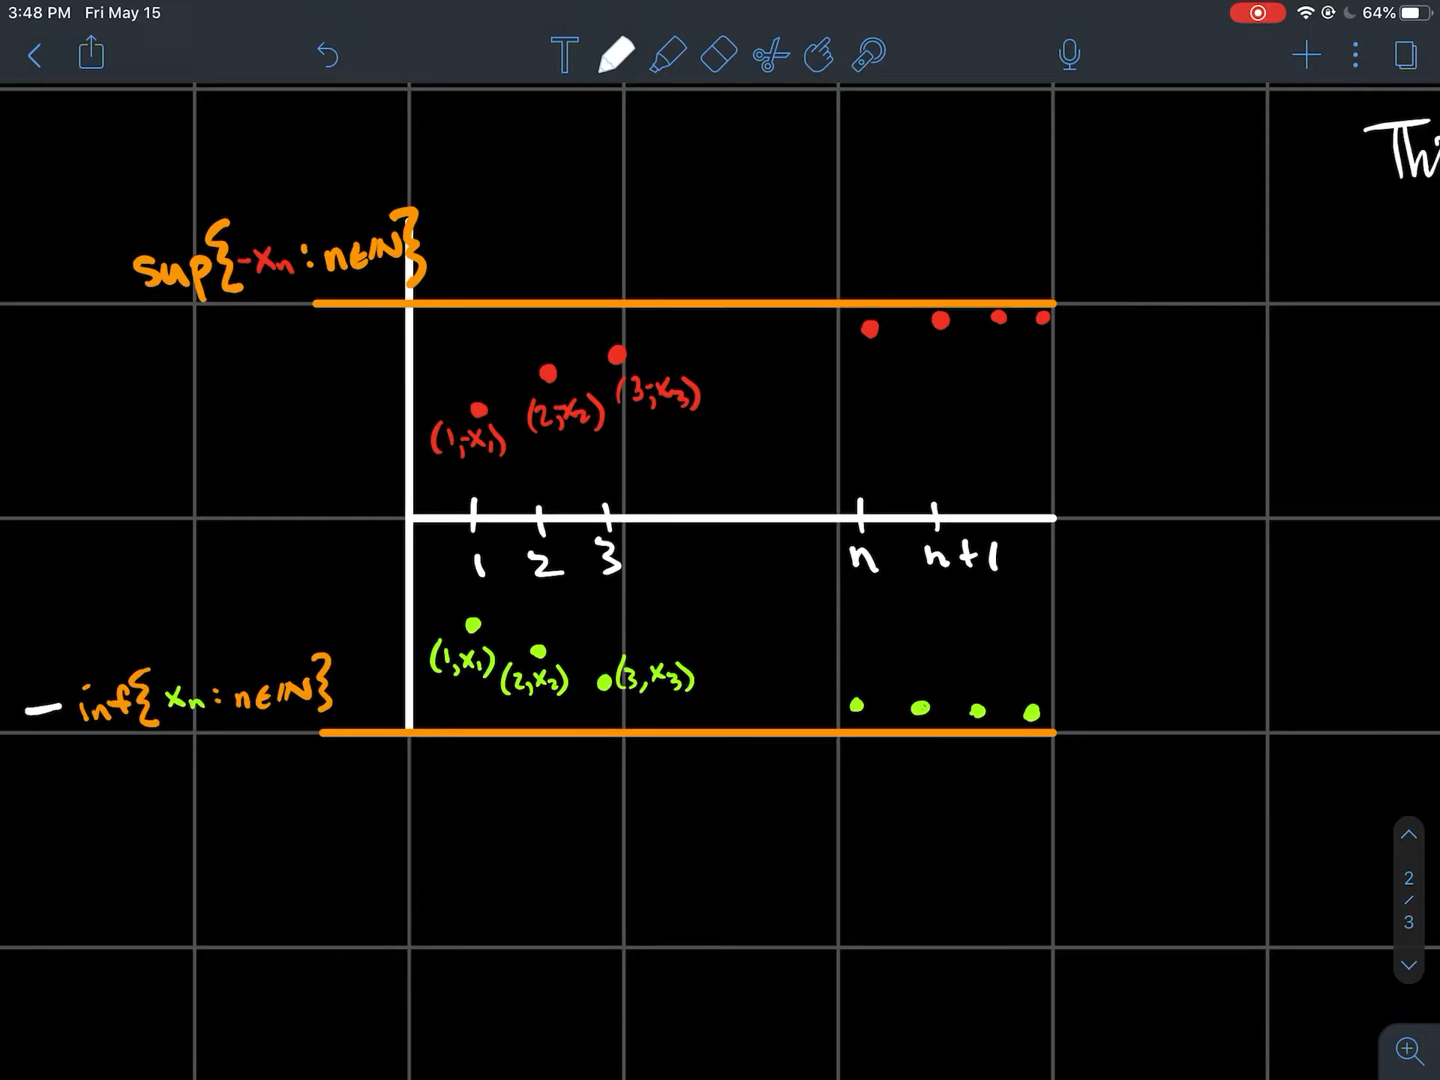 3:48 PM Fri May 15
64%
T
Thi
sup{-xₙ : n∈ℕ}
(1,-x₁) (2,-x₂) (3,-x₃)
1 2 3 n n+1
(1,x₁) (2,x₂) (3,x₃)
- inf{xₙ : n∈ℕ}
2
/
3